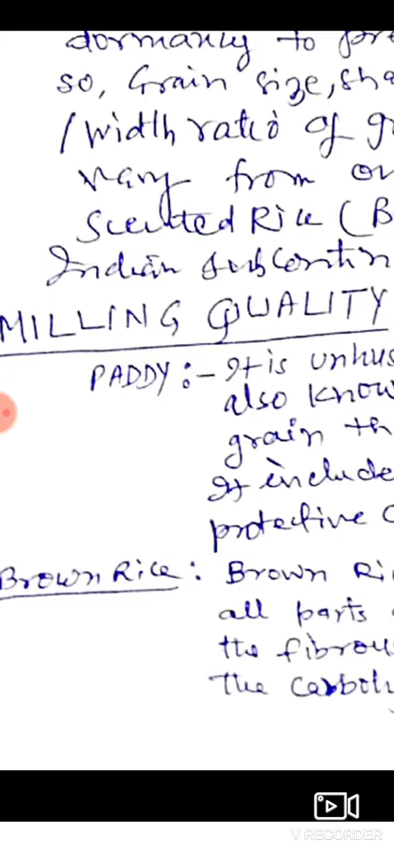 dormancy to pre
so, Grain size, sha
/width ratio of g
vary from
Scented Rice (B
Indian subcontin
MILLING QUALITY
PADDY :- It is unhus
also know
grain th
It include
protective c
Brown Rice : Brown Ri
all parts
the fibrou
The carboh
V RECORDER